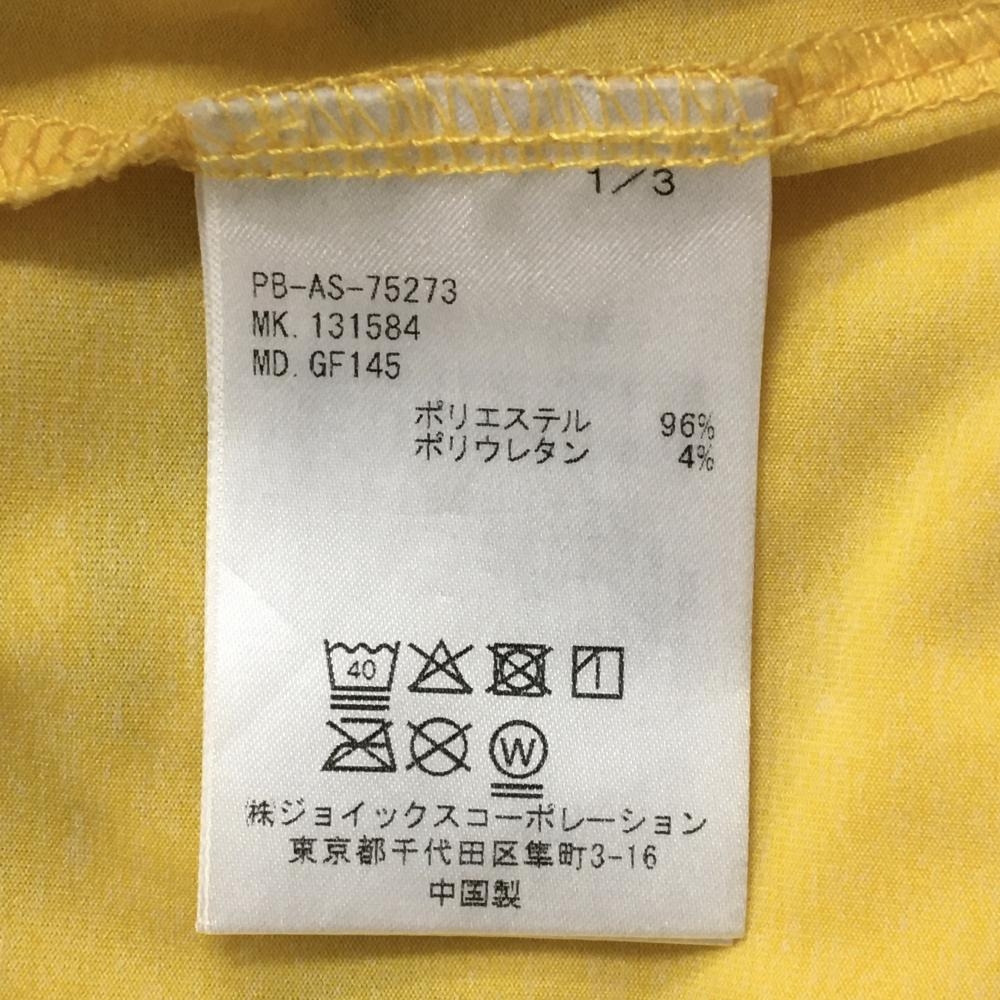 1/3
PB-AS-75273
MK. 131584
MD. GF145
ポリエステル 96%
ポリウレタン 4%
40
W
㈱ジョイックスコーポレーション
東京都千代田区隼町3-16
中国製